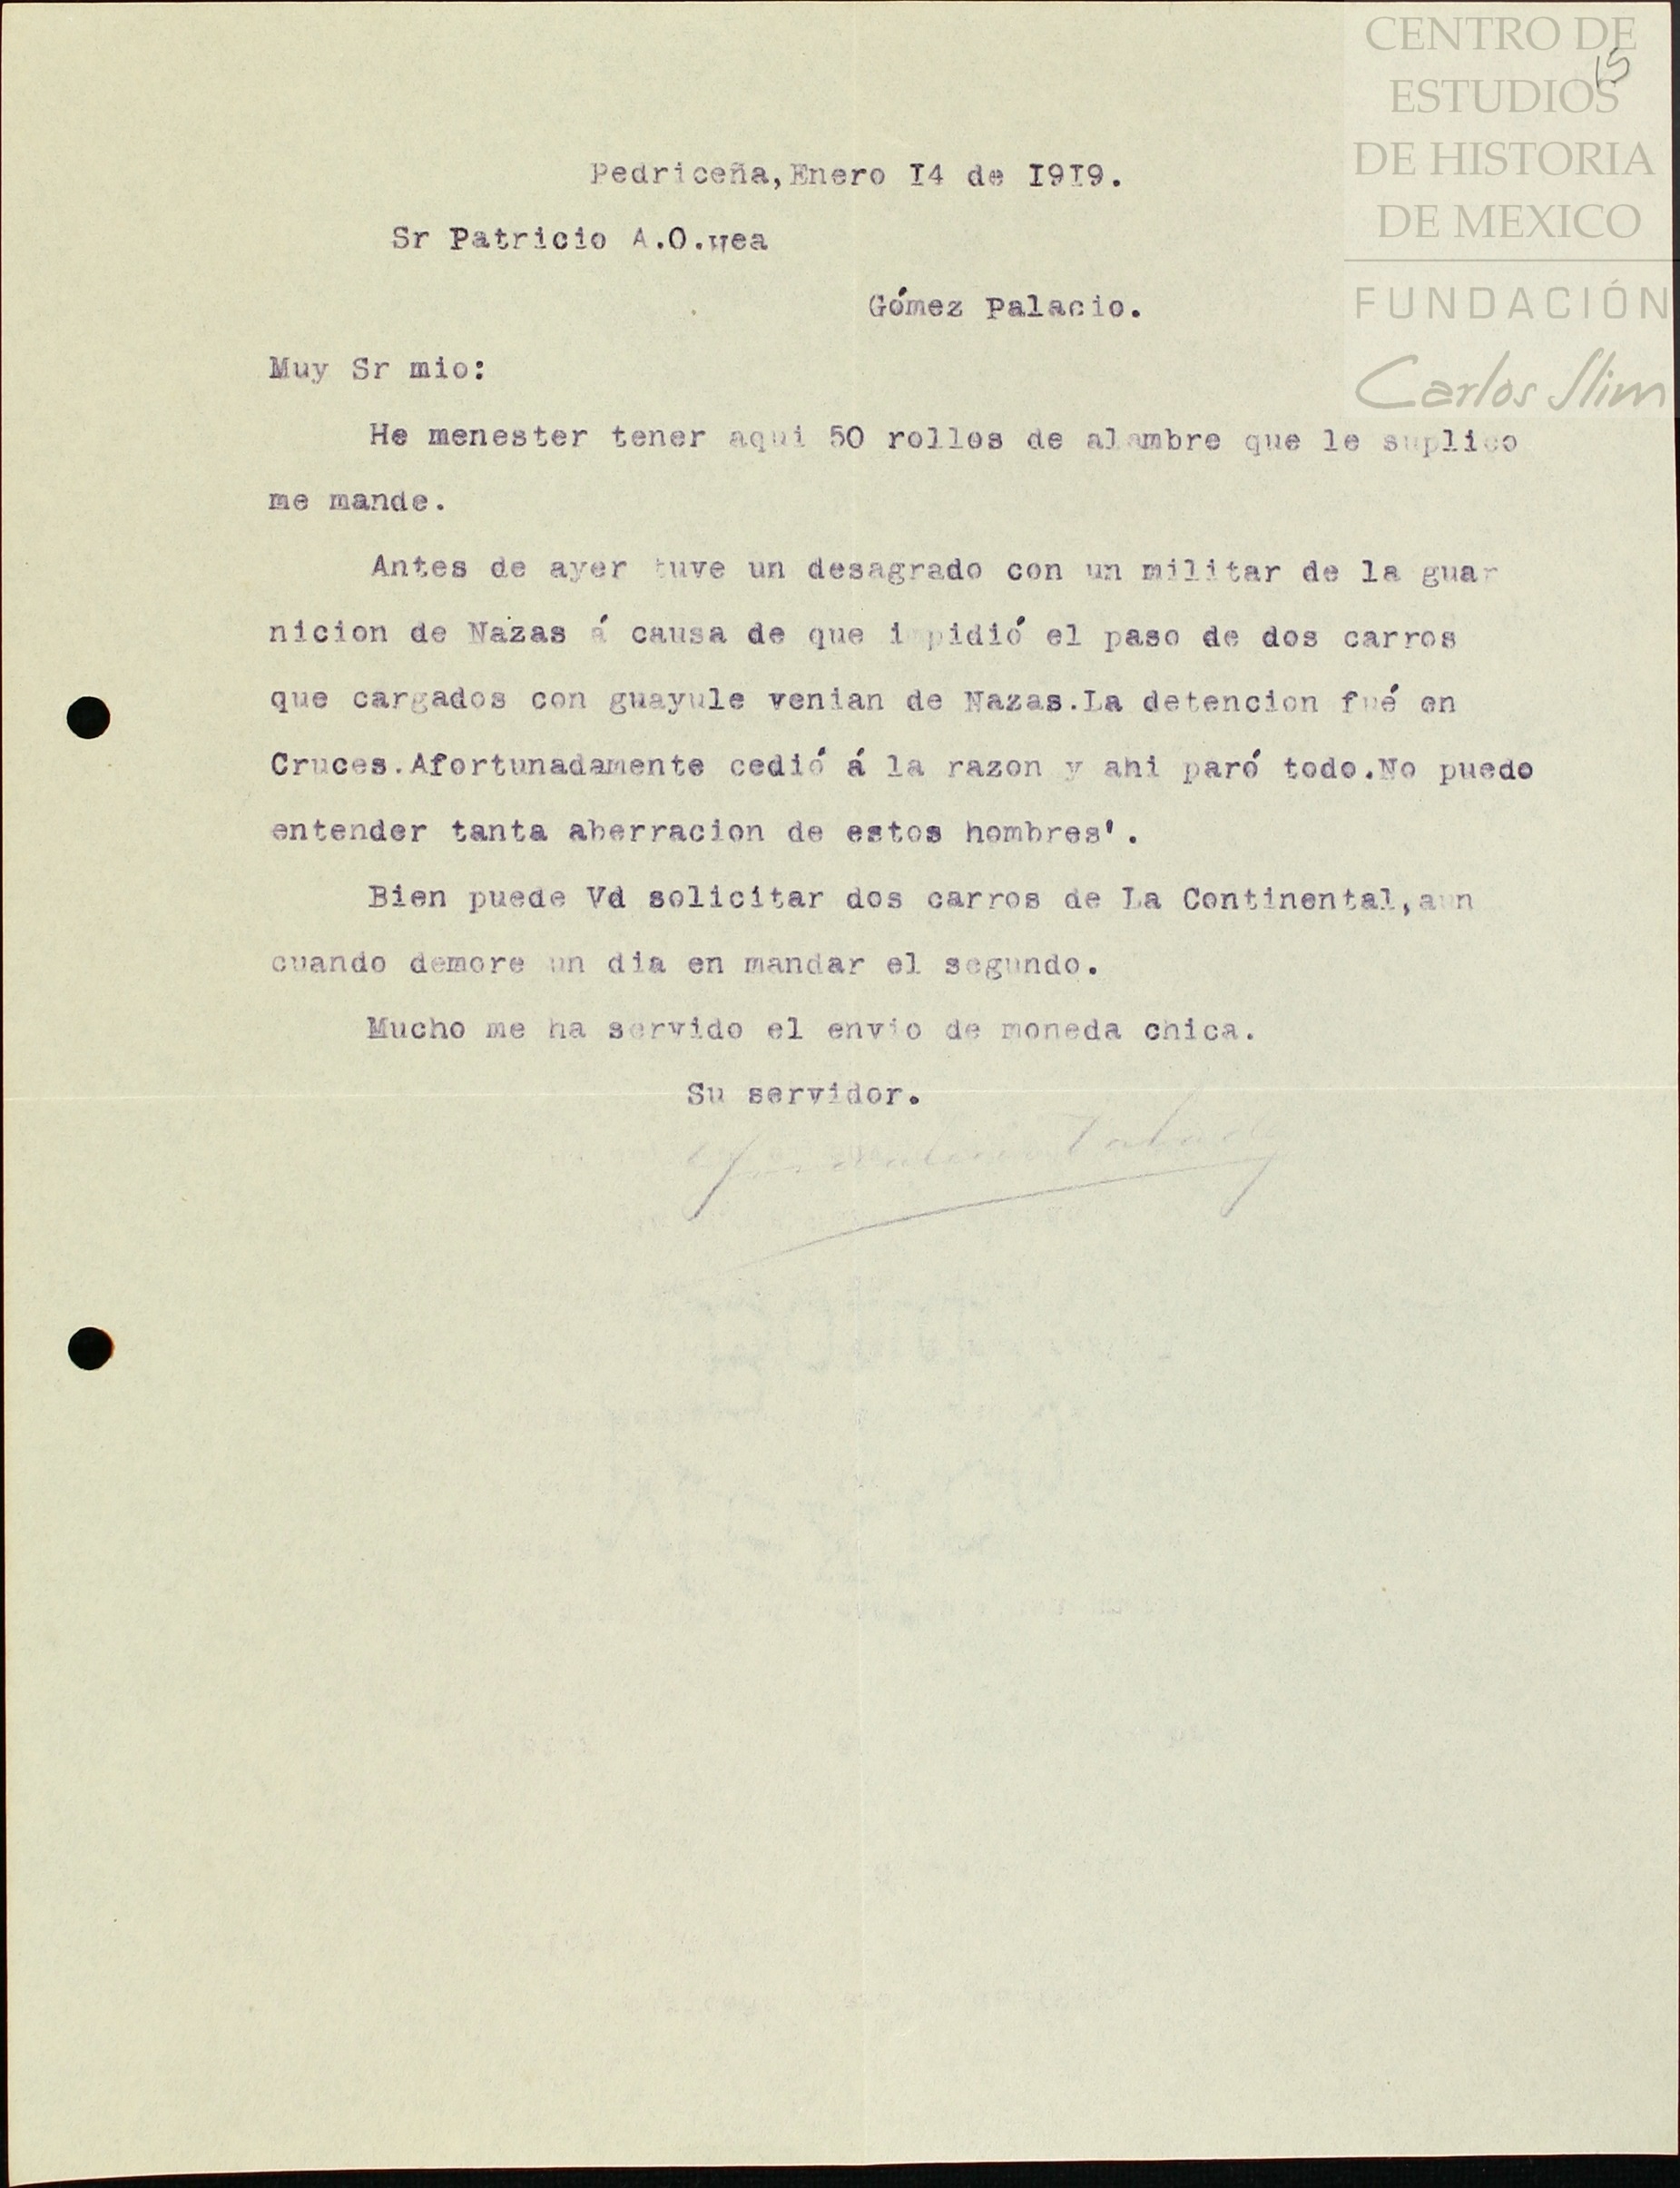 CENTRO DE
ESTUDIOS
DE HISTORIA
DE MEXICO
FUNDACIÓN
Carlos Slim
15
Pedriceña,Enero I4 de I9I9.
Sr Patricio A.O.Hea
Gómez Palacio.
Muy Sr mio:
He menester tener aqui 50 rollos de alambre que le suplico
me mande.
Antes de ayer tuve un desagrado con un militar de la guar
nicion de Nazas á causa de que impidió el paso de dos carros
que cargados con guayule venian de Nazas.La detencion fué en
Cruces.Afortunadamente cedió á la razon y ahi paró todo.No puedo
entender tanta aberracion de estos hombres'.
Bien puede Vd solicitar dos carros de La Continental,aun
cuando demore un dia en mandar el segundo.
Mucho me ha servido el envio de moneda chica.
Su servidor.